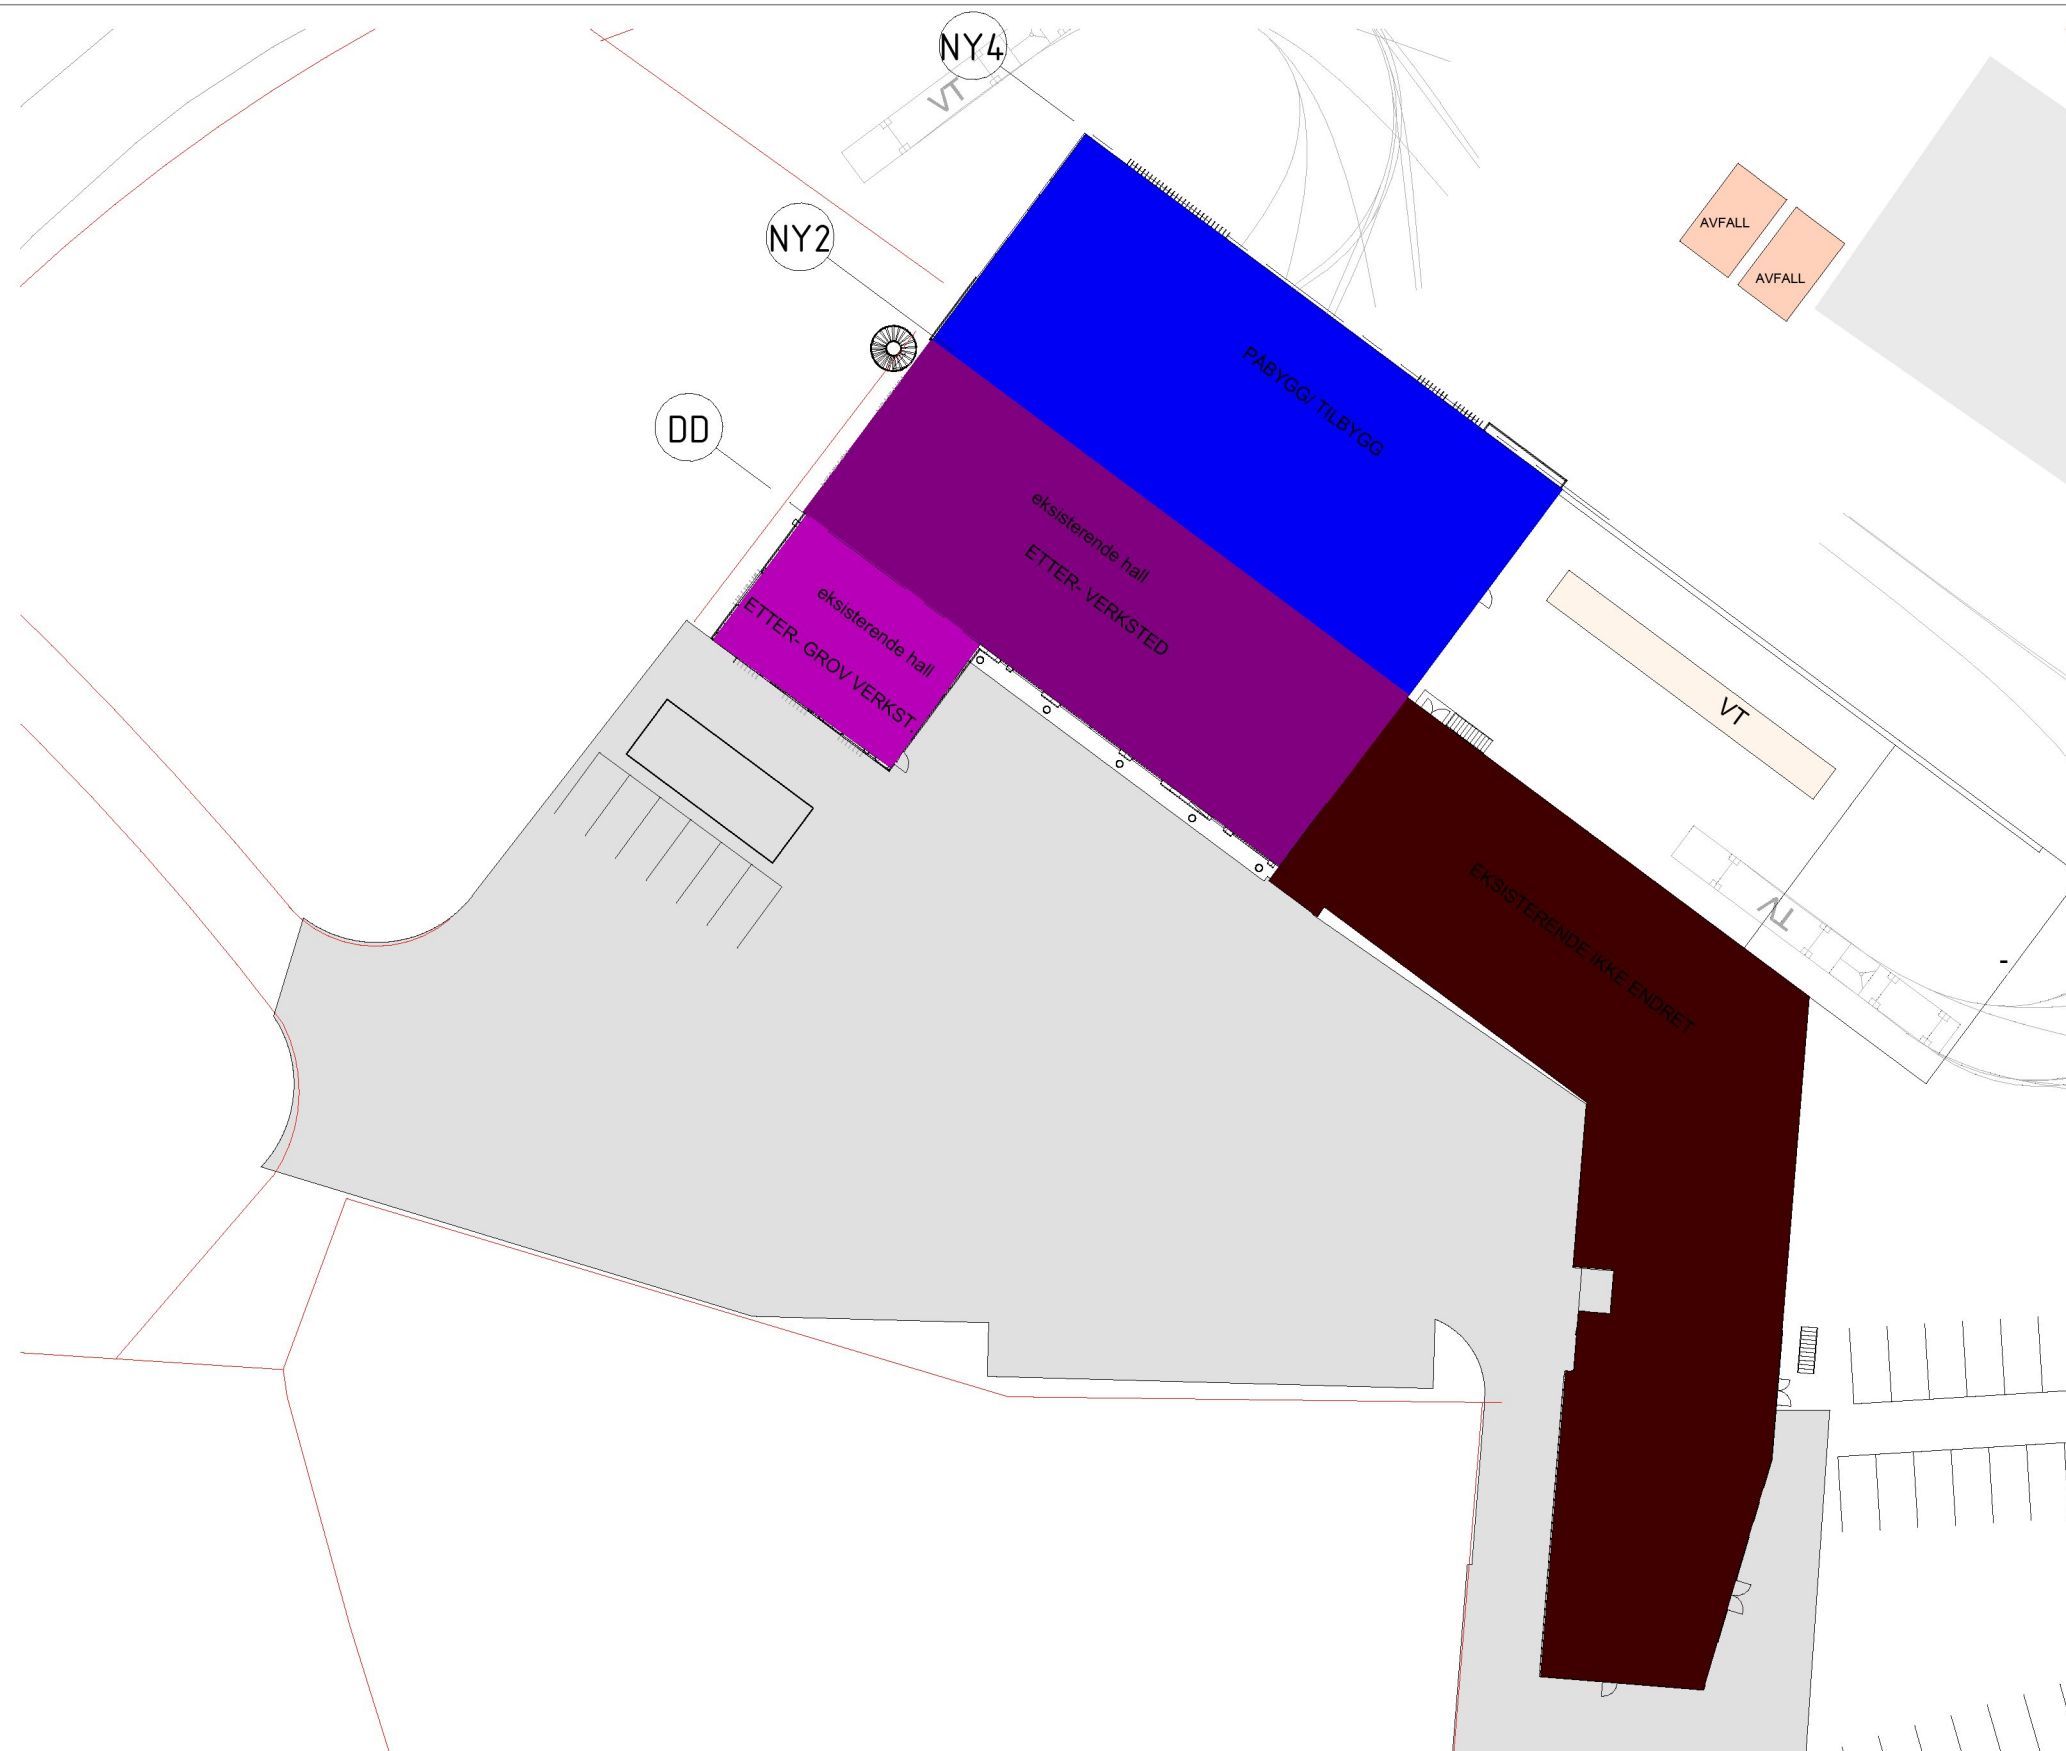 NY4
VT
NY2
AVFALL
AVFALL
PÅBYGG/ TILBYGG
DD
eksisterende hall
ETTER- VERKSTED
eksisterende hall
ETTER- GROV VERKST.
VT
VT
EKSISTERENDE IKKE ENDRET